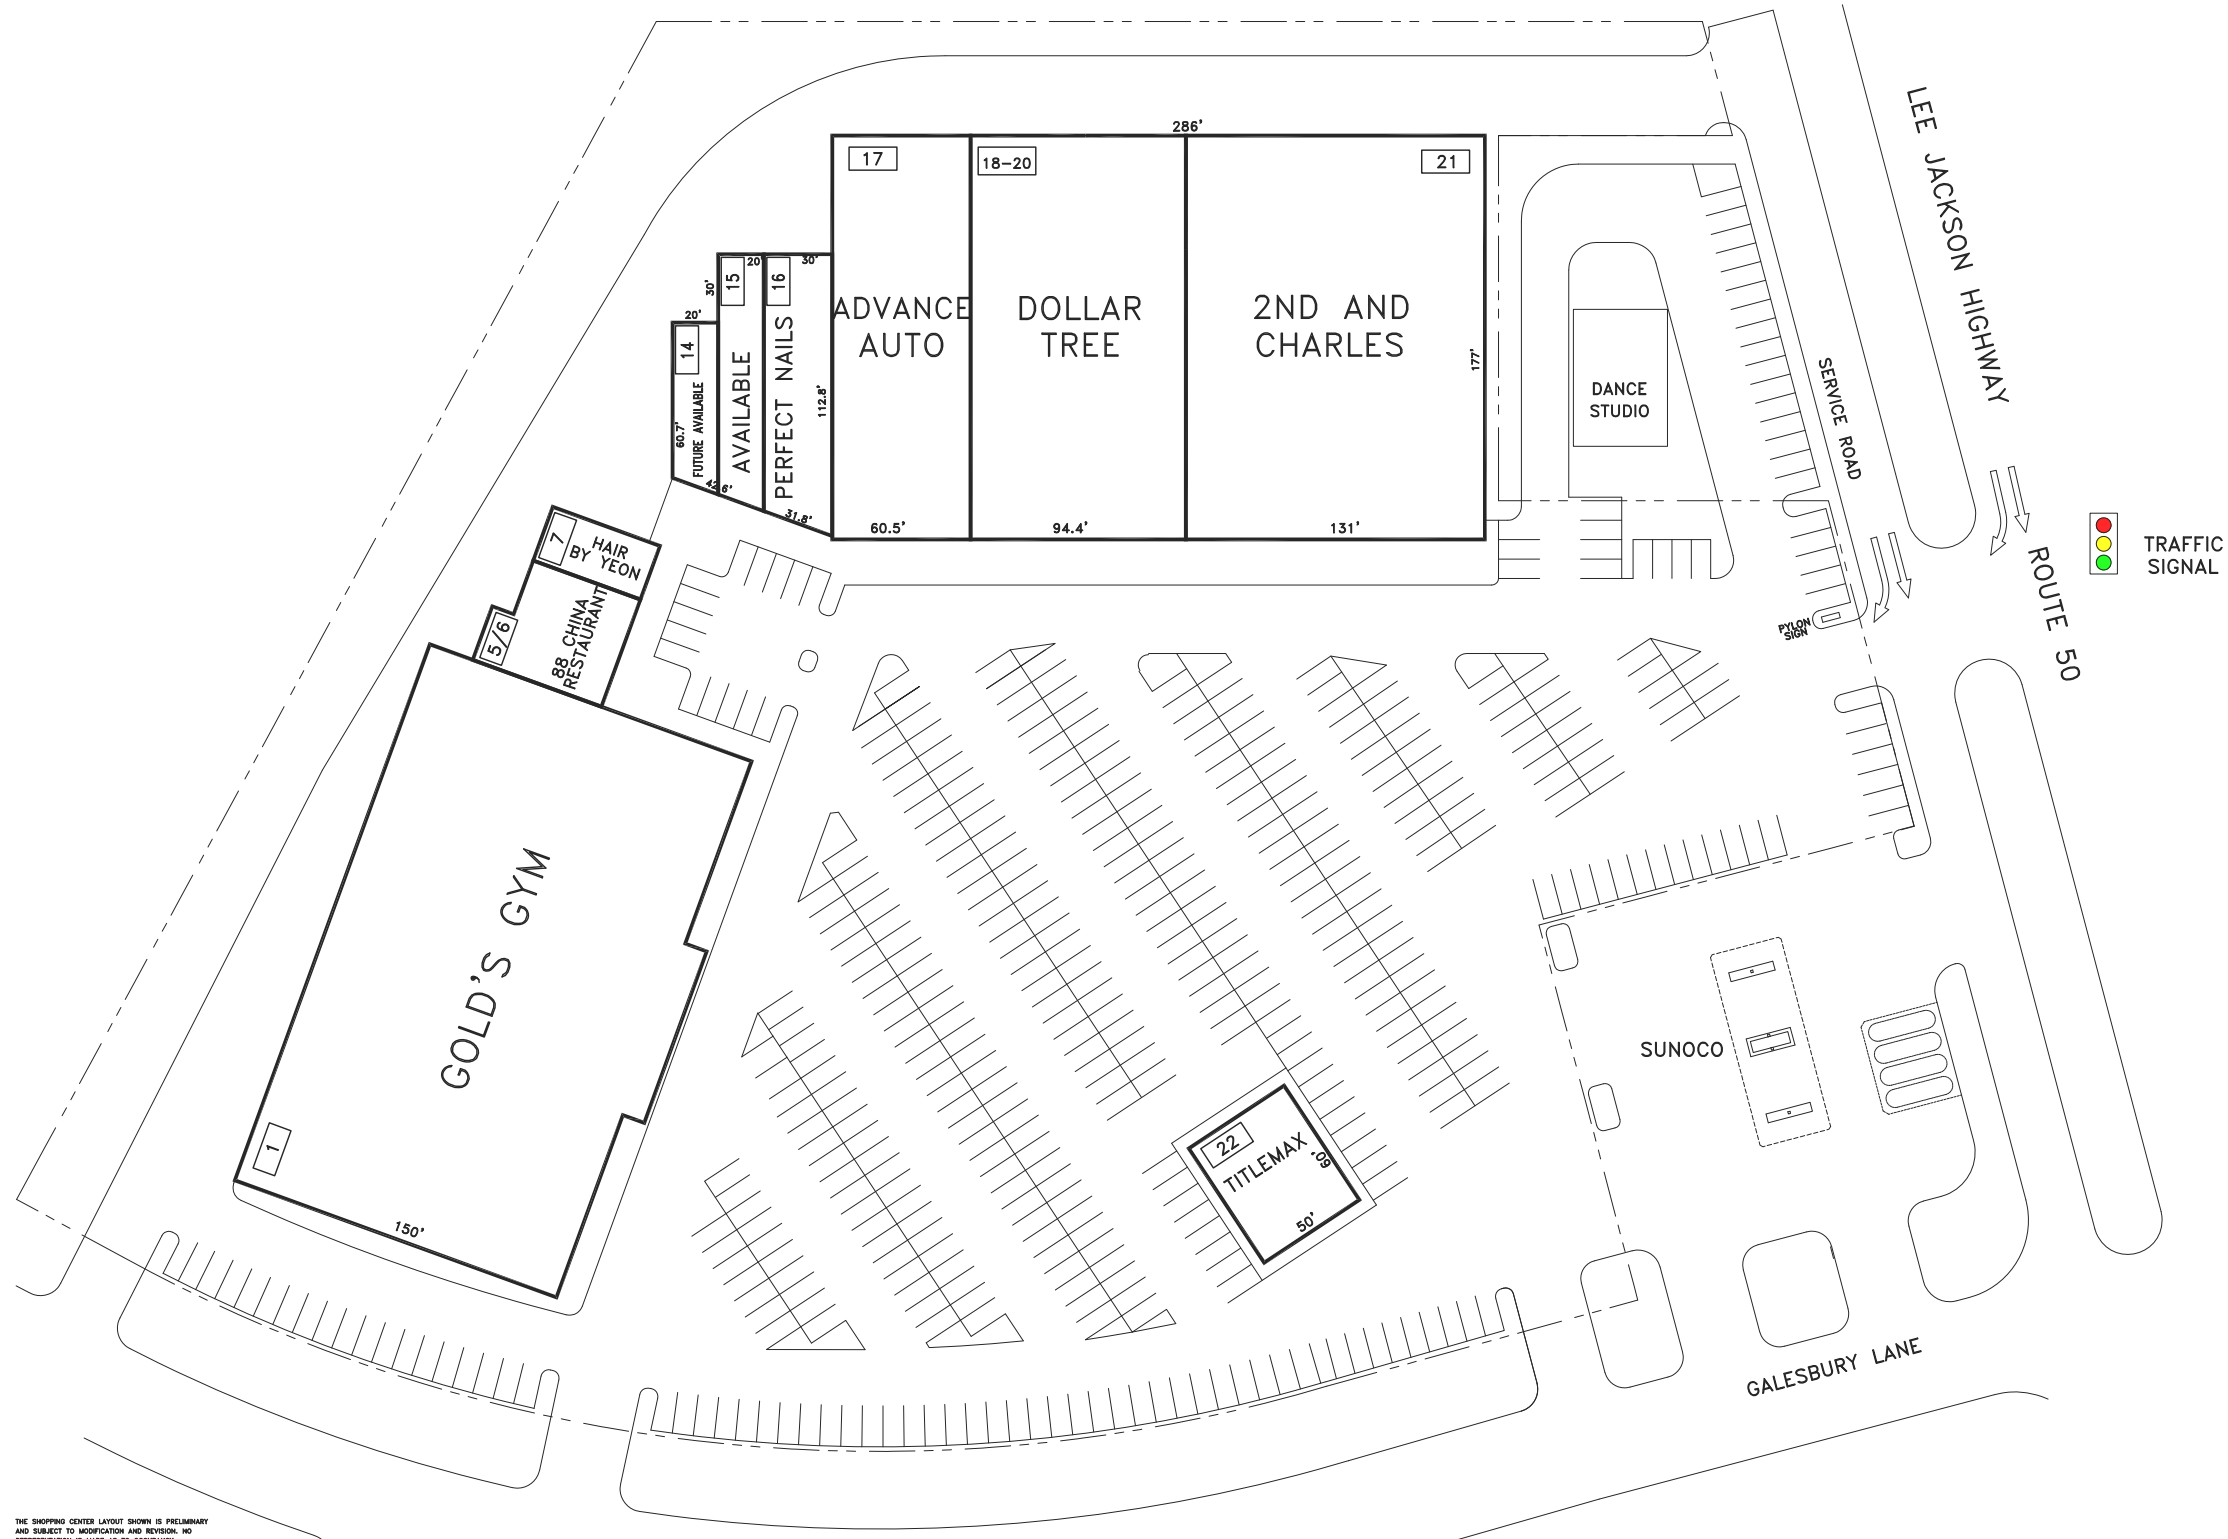 286'
17
18-20
21
ADVANCE
AUTO
DOLLAR
TREE
2ND AND
CHARLES
177'
60.5'
94.4'
131'
15
20'
30'
AVAILABLE
16
30'
PERFECT NAILS
112.8'
31.8'
14
20'
FUTURE AVAILABLE
60.7'
42.6'
7
HAIR
BY YEON
5/6
88 CHINA
RESTAURANT
GOLD'S GYM
1
150'
DANCE
STUDIO
SERVICE ROAD
LEE JACKSON HIGHWAY
ROUTE 50
TRAFFIC
SIGNAL
PYLON
SIGN
SUNOCO
22
TITLEMAX
60'
50'
GALESBURY LANE
THE SHOPPING CENTER LAYOUT SHOWN IS PRELIMINARY
AND SUBJECT TO MODIFICATION AND REVISION. NO